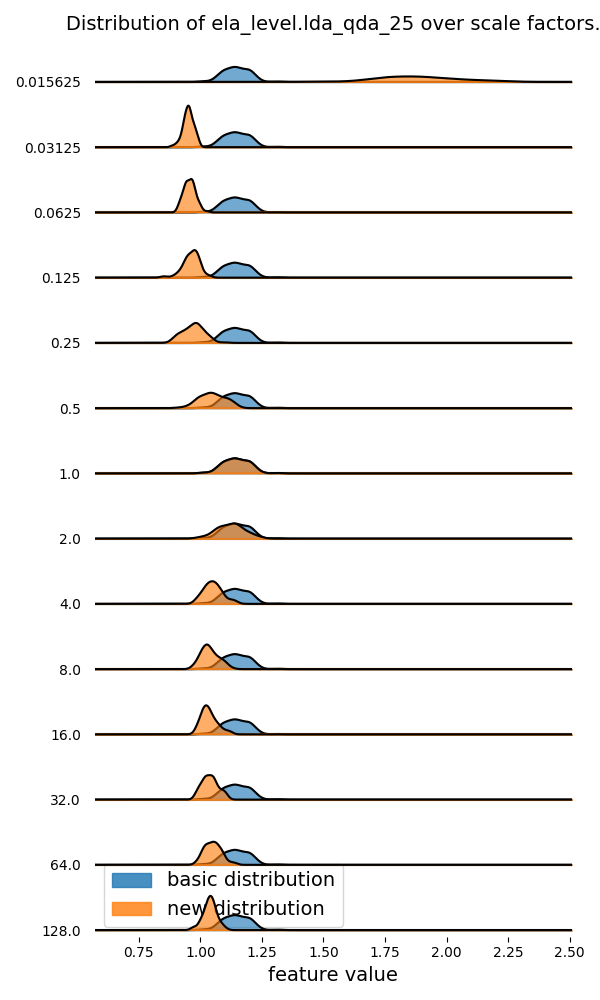 Distribution of ela_level.lda_qda_25 over scale factors.
0.015625
0.03125
0.0625
0.125
0.25
0.5
1.0
2.0
4.0
8.0
16.0
32.0
64.0
basic distribution
new distribution
128.0
0.75 1.00 1.25 1.50 1.75 2.00 2.25 2.50
feature value